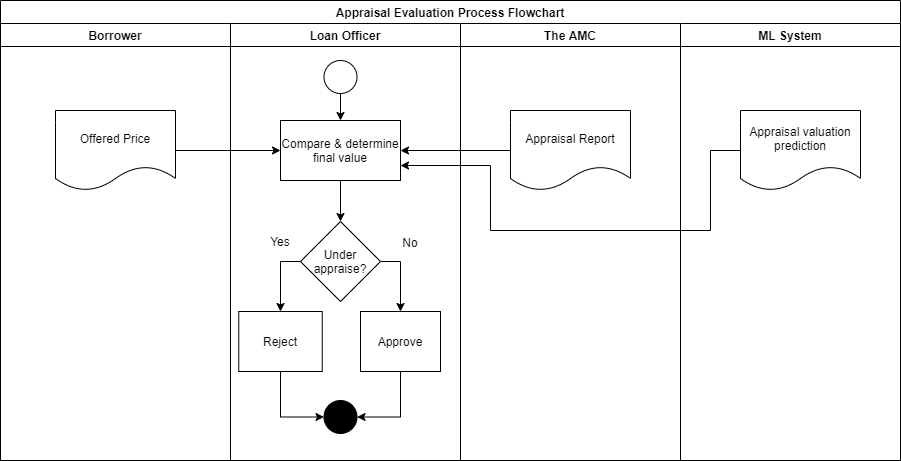 Appraisal Evaluation Process Flowchart
Borrower
Loan Officer
The AMC
ML System
Offered Price
Compare & determine
final value
Appraisal Report
Appraisal valuation
prediction
Yes
No
Under
appraise?
Reject
Approve